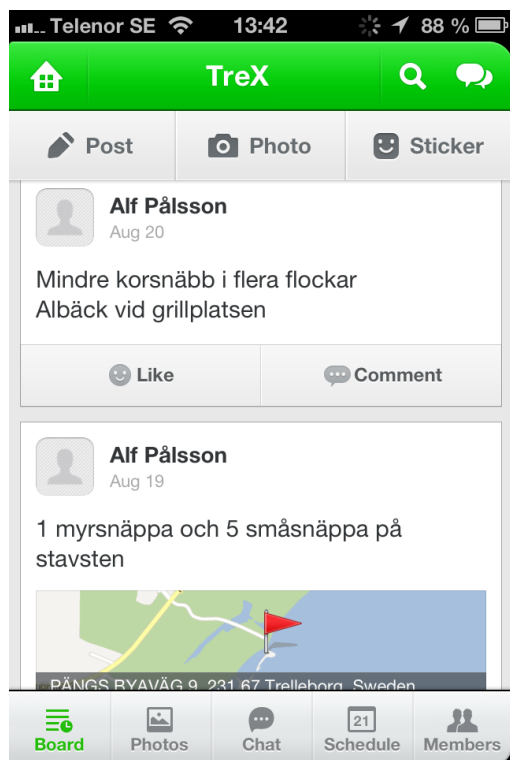 Telenor SE 13:42 88 %
TreX
Post Photo Sticker
Alf Pålsson
Aug 20
Mindre korsnäbb i flera flockar
Albäck vid grillplatsen
Like Comment
Alf Pålsson
Aug 19
1 myrsnäppa och 5 småsnäppa på
stavsten
PÄNGS BYAVÄG 9, 231 67 Trelleborg, Sweden
21
Board Photos Chat Schedule Members